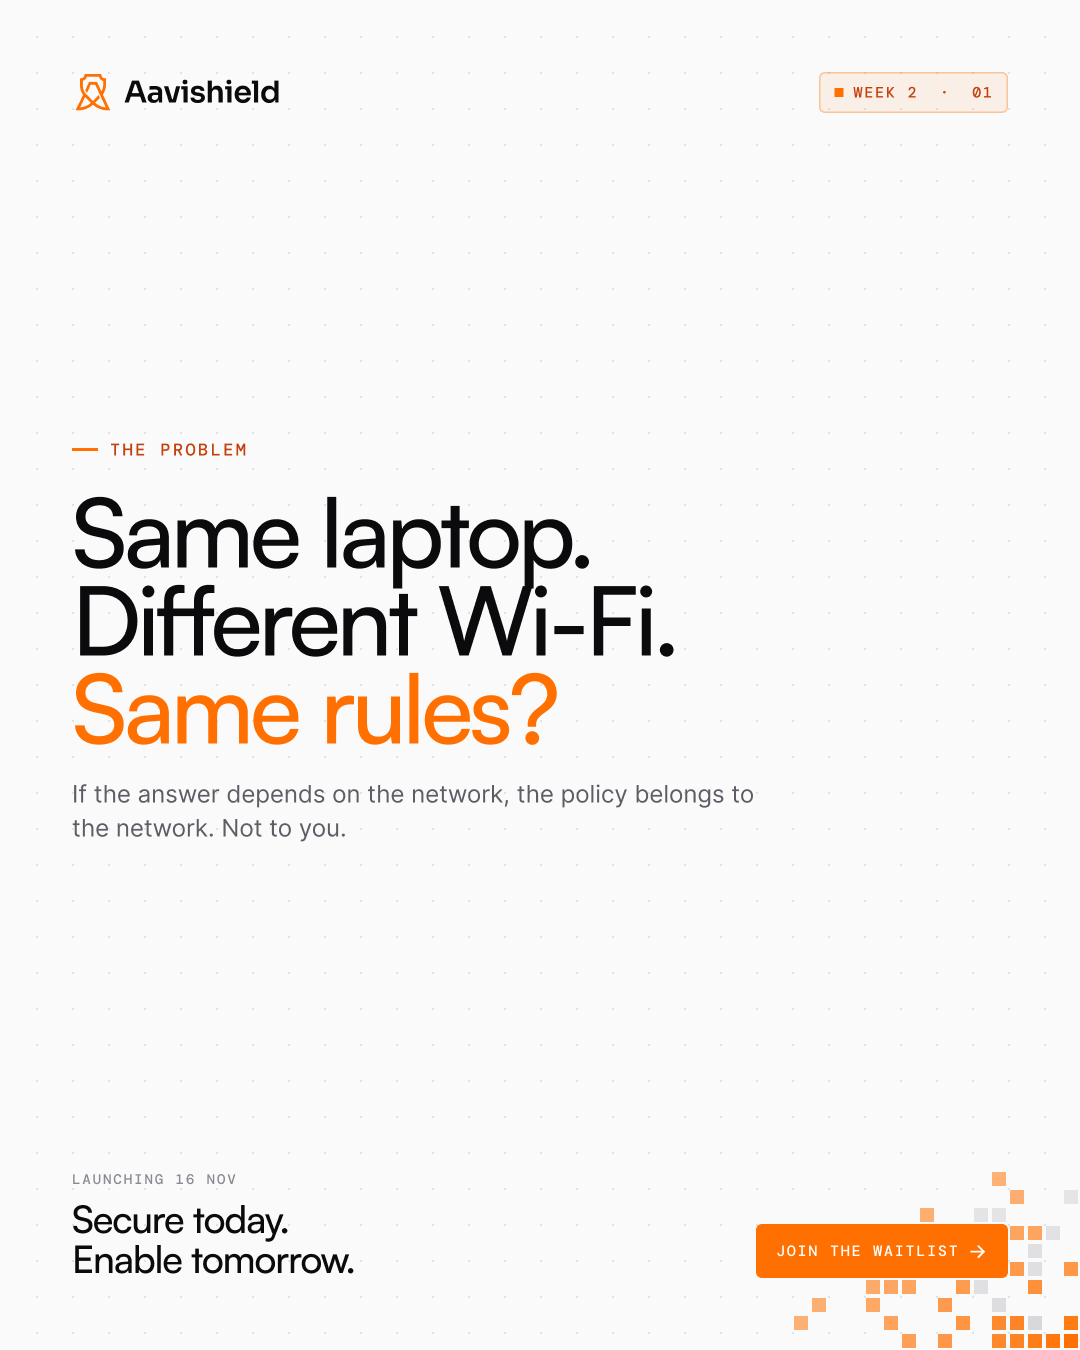 Aavishield
WEEK 2 · 01
THE PROBLEM
Same laptop.
Different Wi-Fi.
Same rules?
If the answer depends on the network, the policy belongs to
the network. Not to you.
LAUNCHING 16 NOV
Secure today.
Enable tomorrow.
JOIN THE WAITLIST →